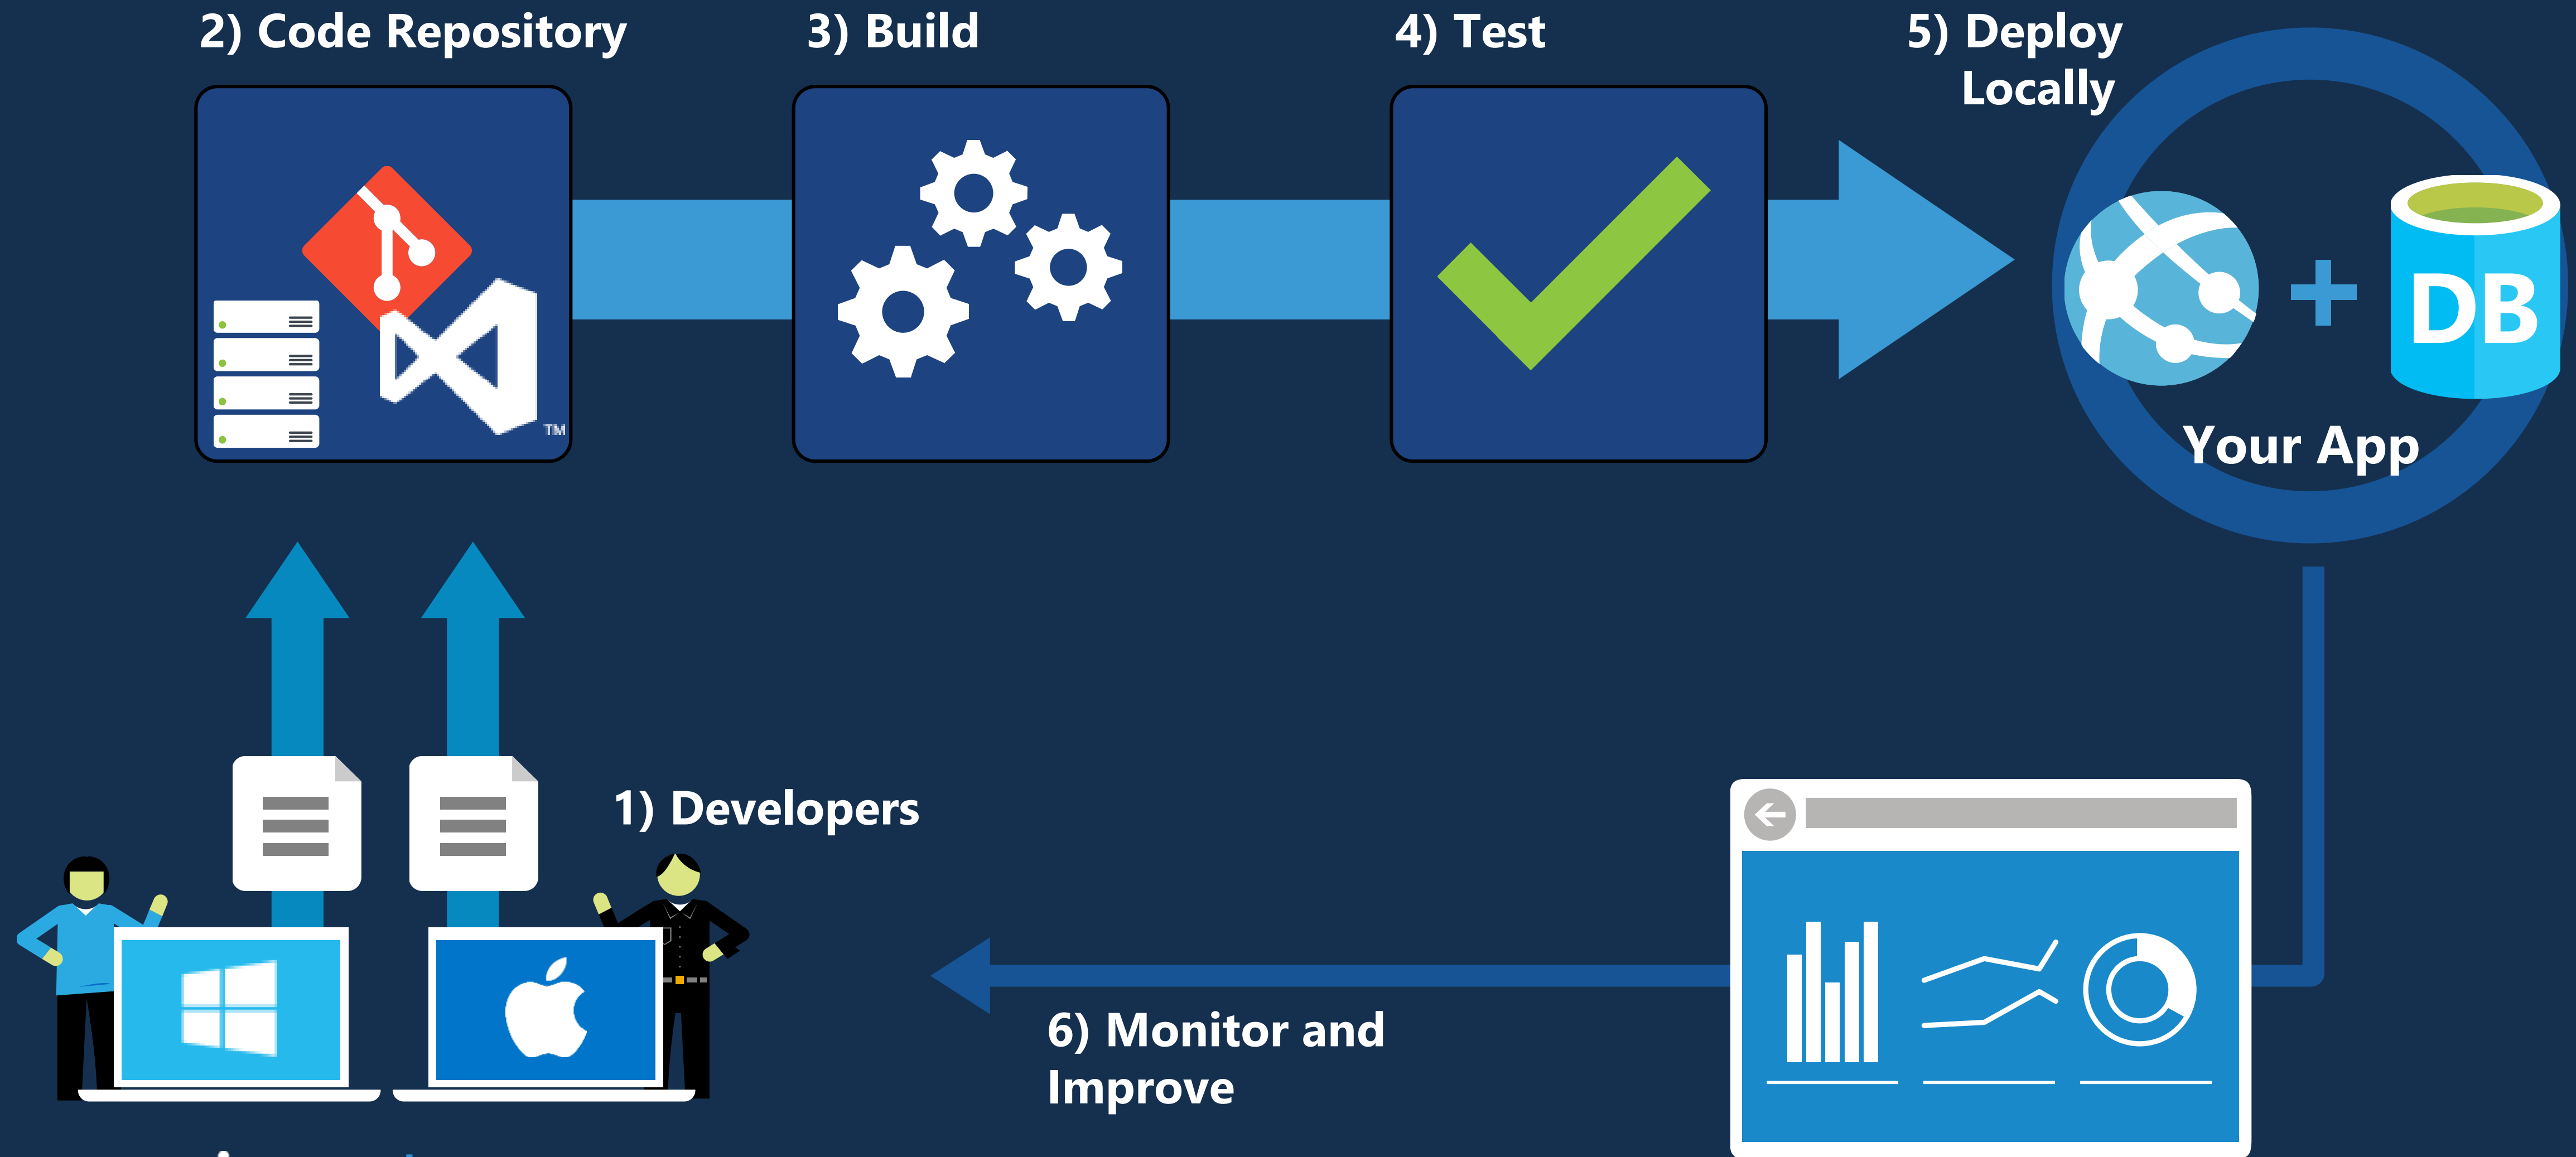 2) Code Repository
3) Build
4) Test
5) Deploy
Locally
TM
DB
Your App
1) Developers
6) Monitor and
Improve